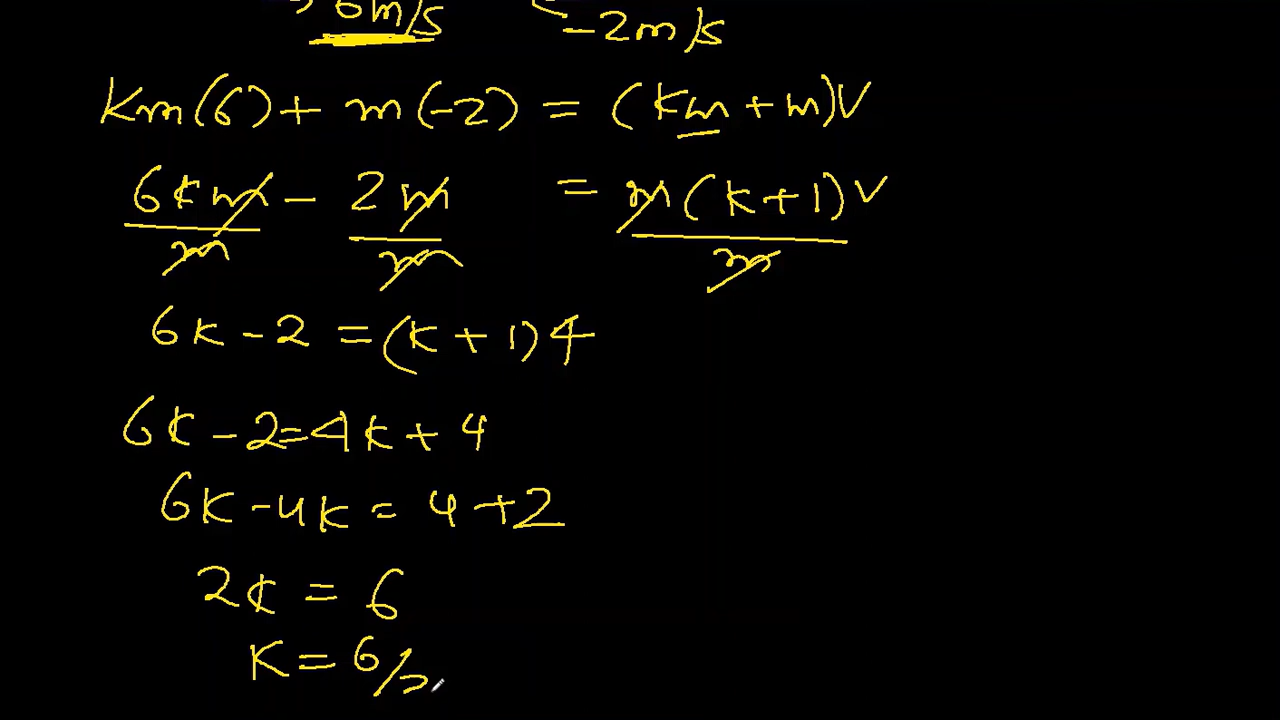 → 6m/s -2m/s
Km(6) + m(-2) = (Km + m)V
6Km/m - 2m/m = m(K+1)V/m
6K - 2 = (K + 1)4
6K - 2 = 4K + 4
6K - 4K = 4 + 2
2K = 6
K = 6/2